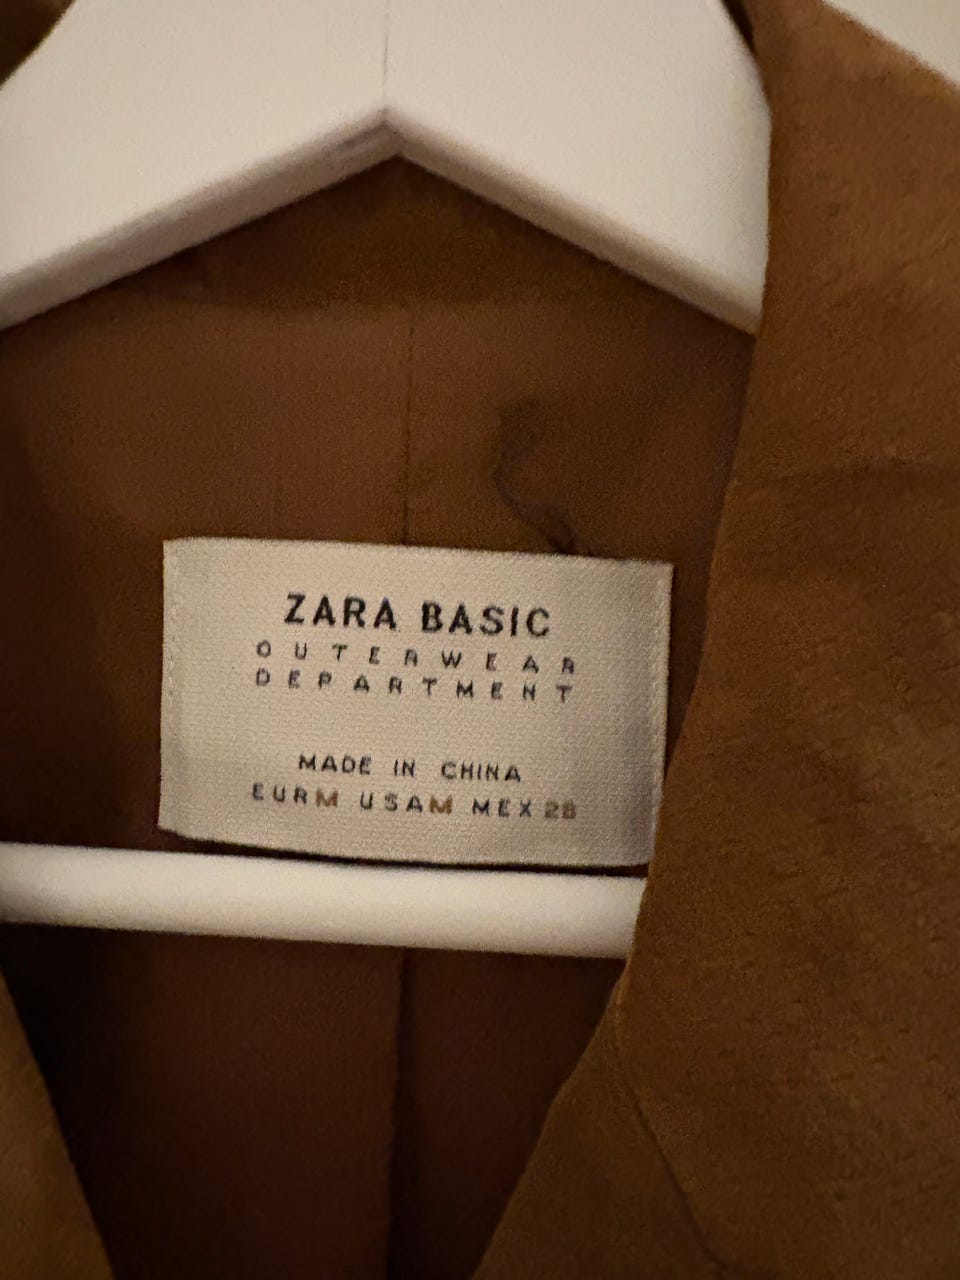 ZARA BASIC
OUTERWEAR
DEPARTMENT
MADE IN CHINA
EUR M USA M MEX 28